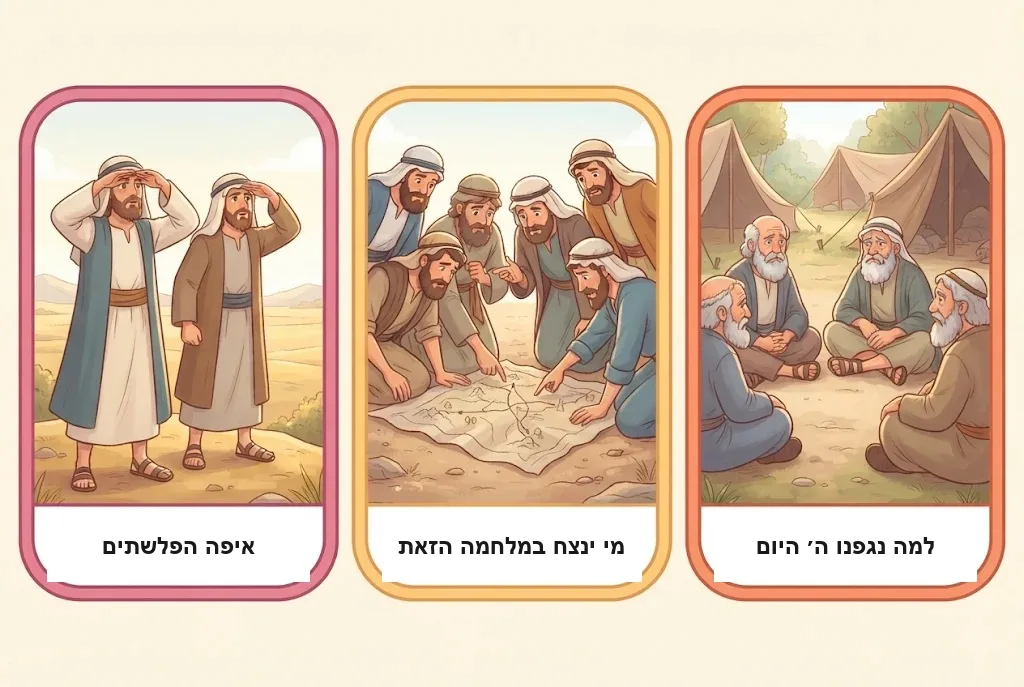 למה נגפנו ה׳ היום
מי ינצח במלחמה הזאת
איפה הפלשתים